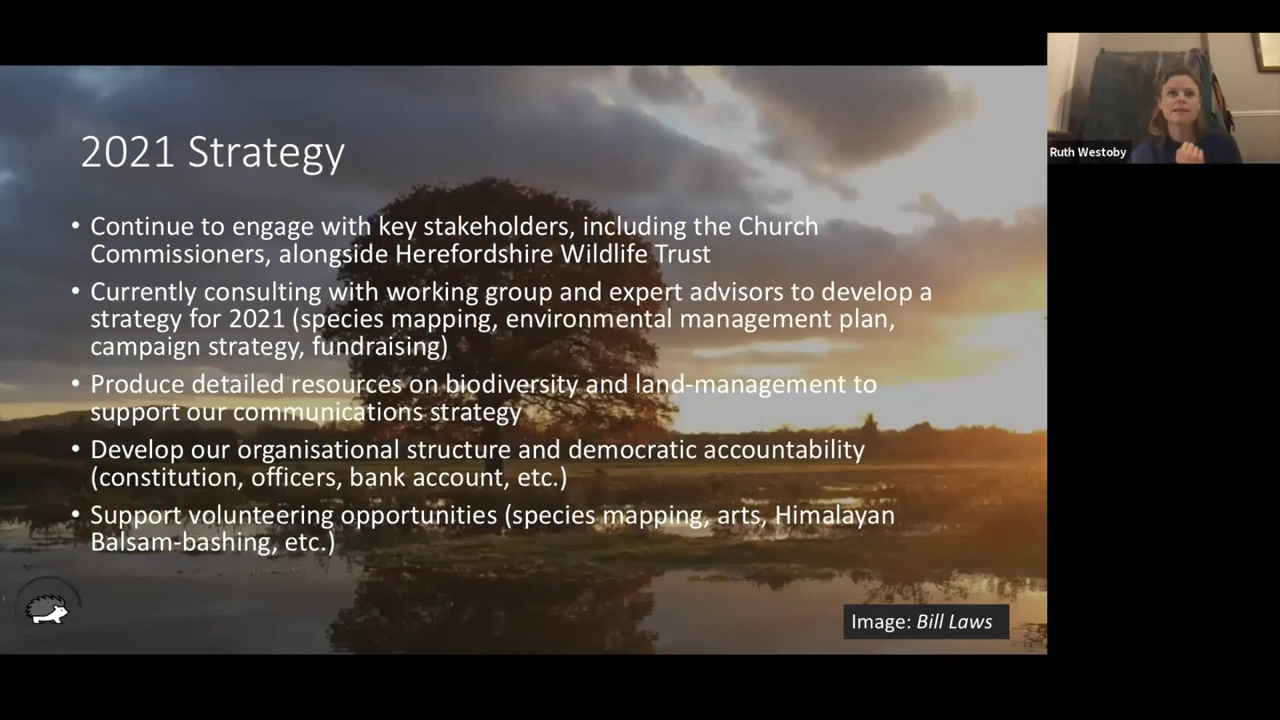 2021 Strategy
• Continue to engage with key stakeholders, including the Church
Commissioners, alongside Herefordshire Wildlife Trust
• Currently consulting with working group and expert advisors to develop a
strategy for 2021 (species mapping, environmental management plan,
campaign strategy, fundraising)
• Produce detailed resources on biodiversity and land-management to
support our communications strategy
• Develop our organisational structure and democratic accountability
(constitution, officers, bank account, etc.)
• Support volunteering opportunities (species mapping, arts, Himalayan
Balsam-bashing, etc.)
Image: Bill Laws
Ruth Westoby